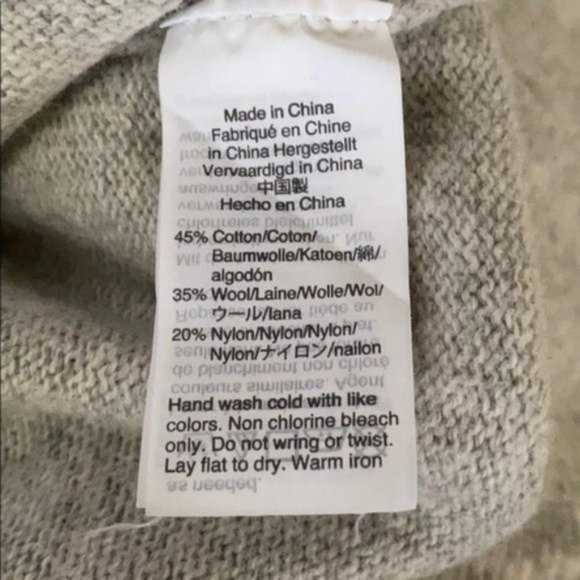 Made in China
Fabriqué en Chine
in China Hergestellt
Vervaardigd in China
中国製
Hecho en China
45% Cotton/Coton/
Baumwolle/Katoen/綿/
algodón
35% Wool/Laine/Wolle/Wol/
ウール/lana
20% Nylon/Nylon/Nylon/
Nylon/ナイロン/nailon
Hand wash cold with like
colors. Non chlorine bleach
only. Do not wring or twist.
Lay flat to dry. Warm iron
as needed.